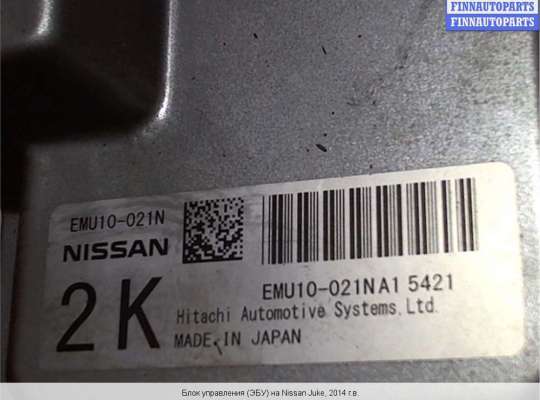 FINNAUTOPARTS
FINNAUTOPARTS
FINNAUTOPARTS
EMU10-021N
NISSAN
EMU10-021NA1 5421
2K
Hitachi Automotive Systems,Ltd.
MADE IN JAPAN
Блок управления (ЭБУ) на Nissan Juke, 2014 г.в.